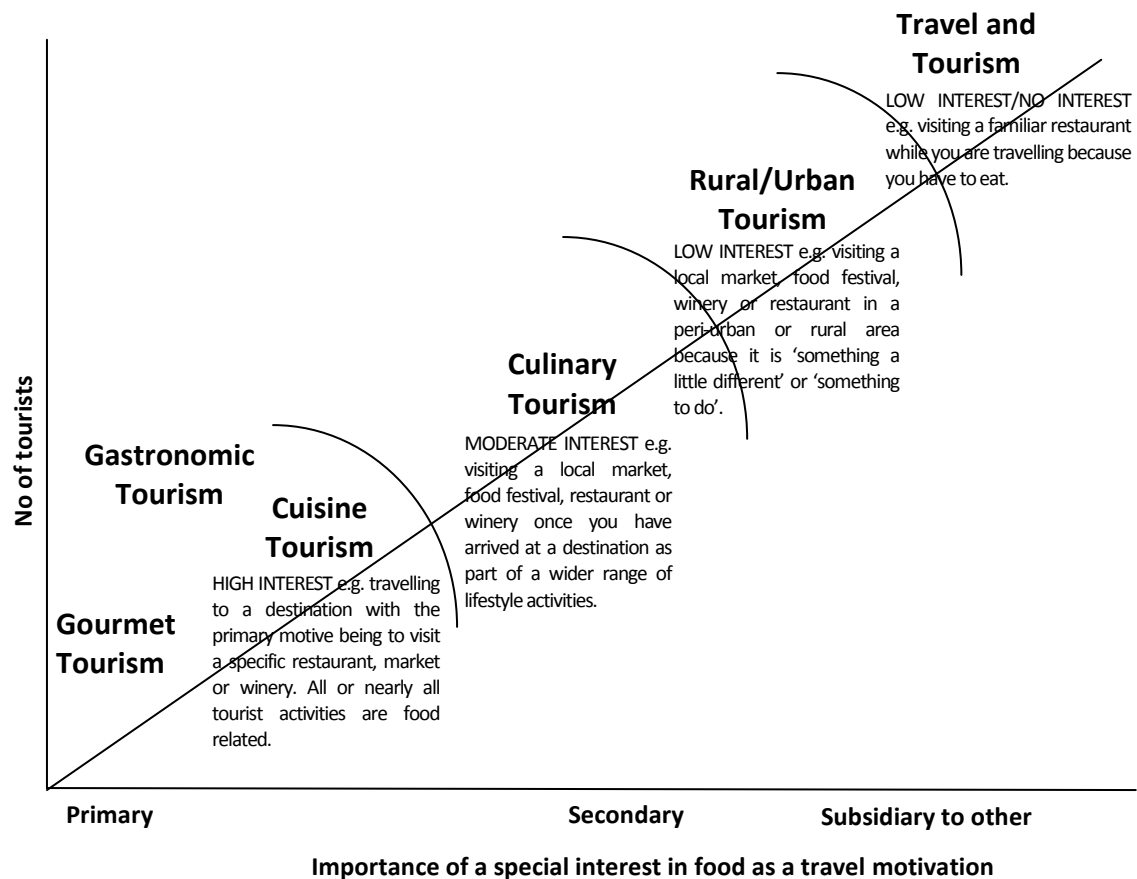 Travel and
Tourism
LOW INTEREST/NO INTEREST
e.g. visiting a familiar restaurant
while you are travelling because
you have to eat.
Rural/Urban
Tourism
LOW INTEREST e.g. visiting a
local market, food festival,
winery or restaurant in a
peri-urban or rural area
because it is ‘something a
little different’ or ‘something
to do’.
Culinary
Tourism
MODERATE INTEREST e.g.
visiting a local market,
food festival, restaurant or
winery once you have
arrived at a destination as
part of a wider range of
lifestyle activities.
Gastronomic
Tourism
Cuisine
Tourism
HIGH INTEREST e.g. travelling
to a destination with the
primary motive being to visit
a specific restaurant, market
or winery. All or nearly all
tourist activities are food
related.
Gourmet
Tourism
No of tourists
Primary
Secondary
Subsidiary to other
Importance of a special interest in food as a travel motivation